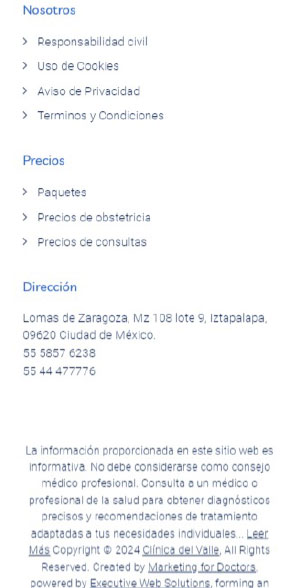 Nosotros
> Responsabilidad civil
> Uso de Cookies
> Aviso de Privacidad
> Terminos y Condiciones
Precios
> Paquetes
> Precios de obstetricia
> Precios de consultas
Dirección
Lomas de Zaragoza, Mz 108 lote 9, Iztapalapa,
09620 Ciudad de México.
55 5857 6238
55 44 477776
La información proporcionada en este sitio web es
informativa. No debe considerarse como consejo
médico profesional. Consulta a un médico o
profesional de la salud para obtener diagnósticos
precisos y recomendaciones de tratamiento
adaptadas a tus necesidades individuales... Leer
Más Copyright © 2024 Clínica del Valle, All Rights
Reserved. Created by Marketing for Doctors,
powered by Executive Web Solutions, forming an